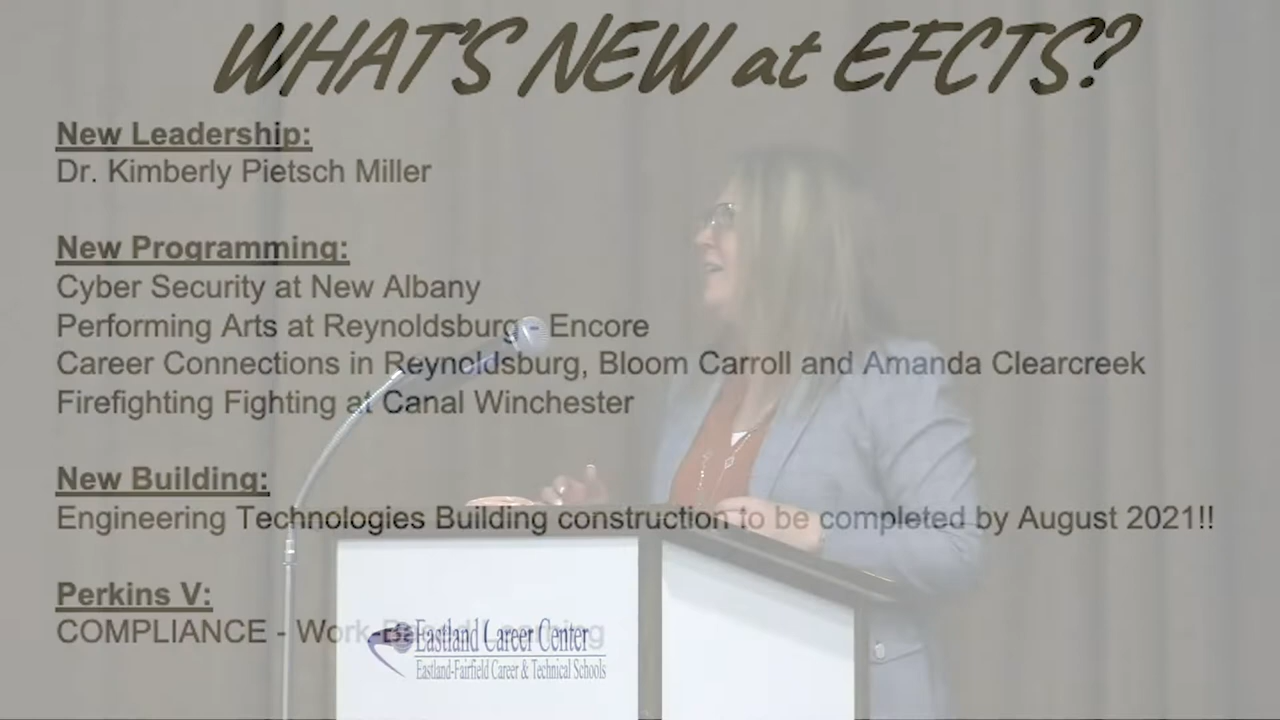 WHAT'S NEW at EFCTS?
New Leadership:
Dr. Kimberly Pietsch Miller
New Programming:
Cyber Security at New Albany
Performing Arts at Reynoldsburg - Encore
Career Connections in Reynoldsburg, Bloom Carroll and Amanda Clearcreek
Firefighting Fighting at Canal Winchester
New Building:
Engineering Technologies Building construction to be completed by August 2021!!
Perkins V:
COMPLIANCE - Work-Based Learning
Eastland Career Center
Eastland-Fairfield Career & Technical Schools